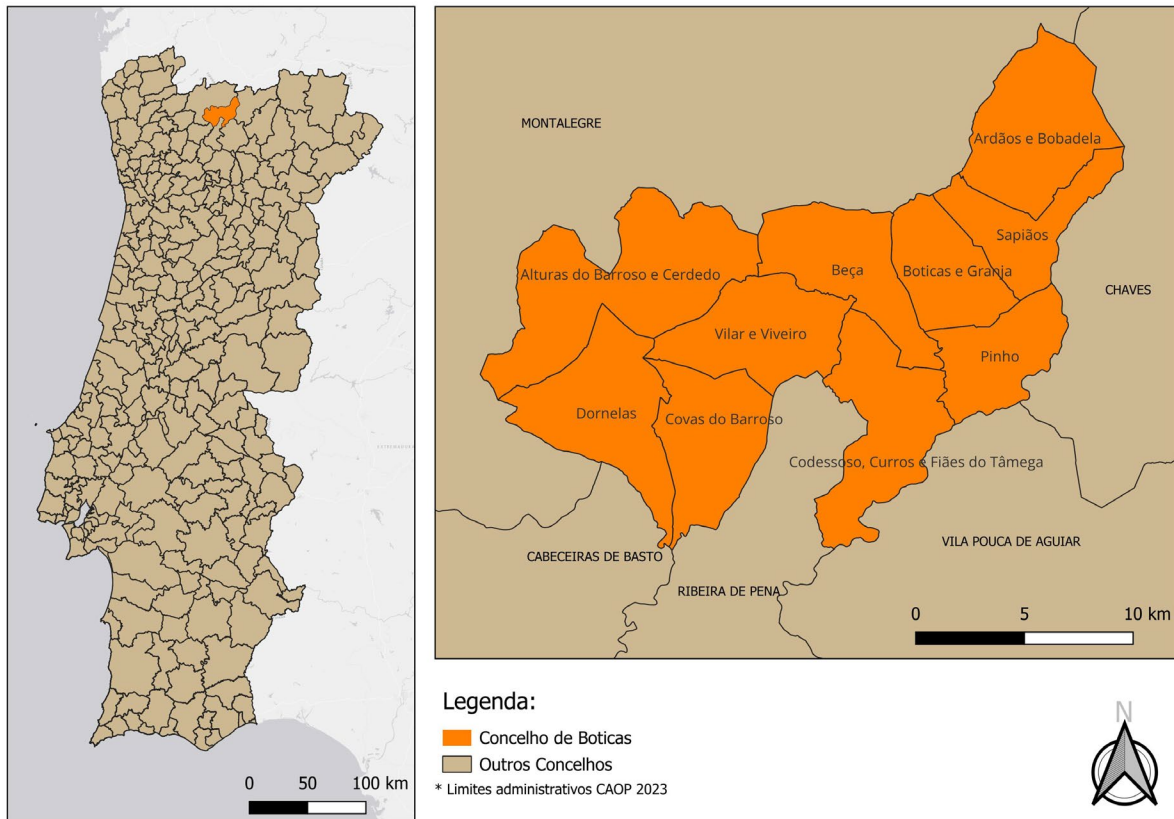 MONTALEGRE
Ardãos e Bobadela
Sapiãos
Alturas do Barroso e Cerdedo
Beça
Boticas e Granja
CHAVES
Vilar e Viveiro
Pinho
Dornelas
Covas do Barroso
Codessoso, Curros e Fiães do Tâmega
CABECEIRAS DE BASTO
VILA POUCA DE AGUIAR
RIBEIRA DE PENA
0 5 10 km
0 50 100 km
Legenda:
Concelho de Boticas
Outros Concelhos
* Limites administrativos CAOP 2023
N